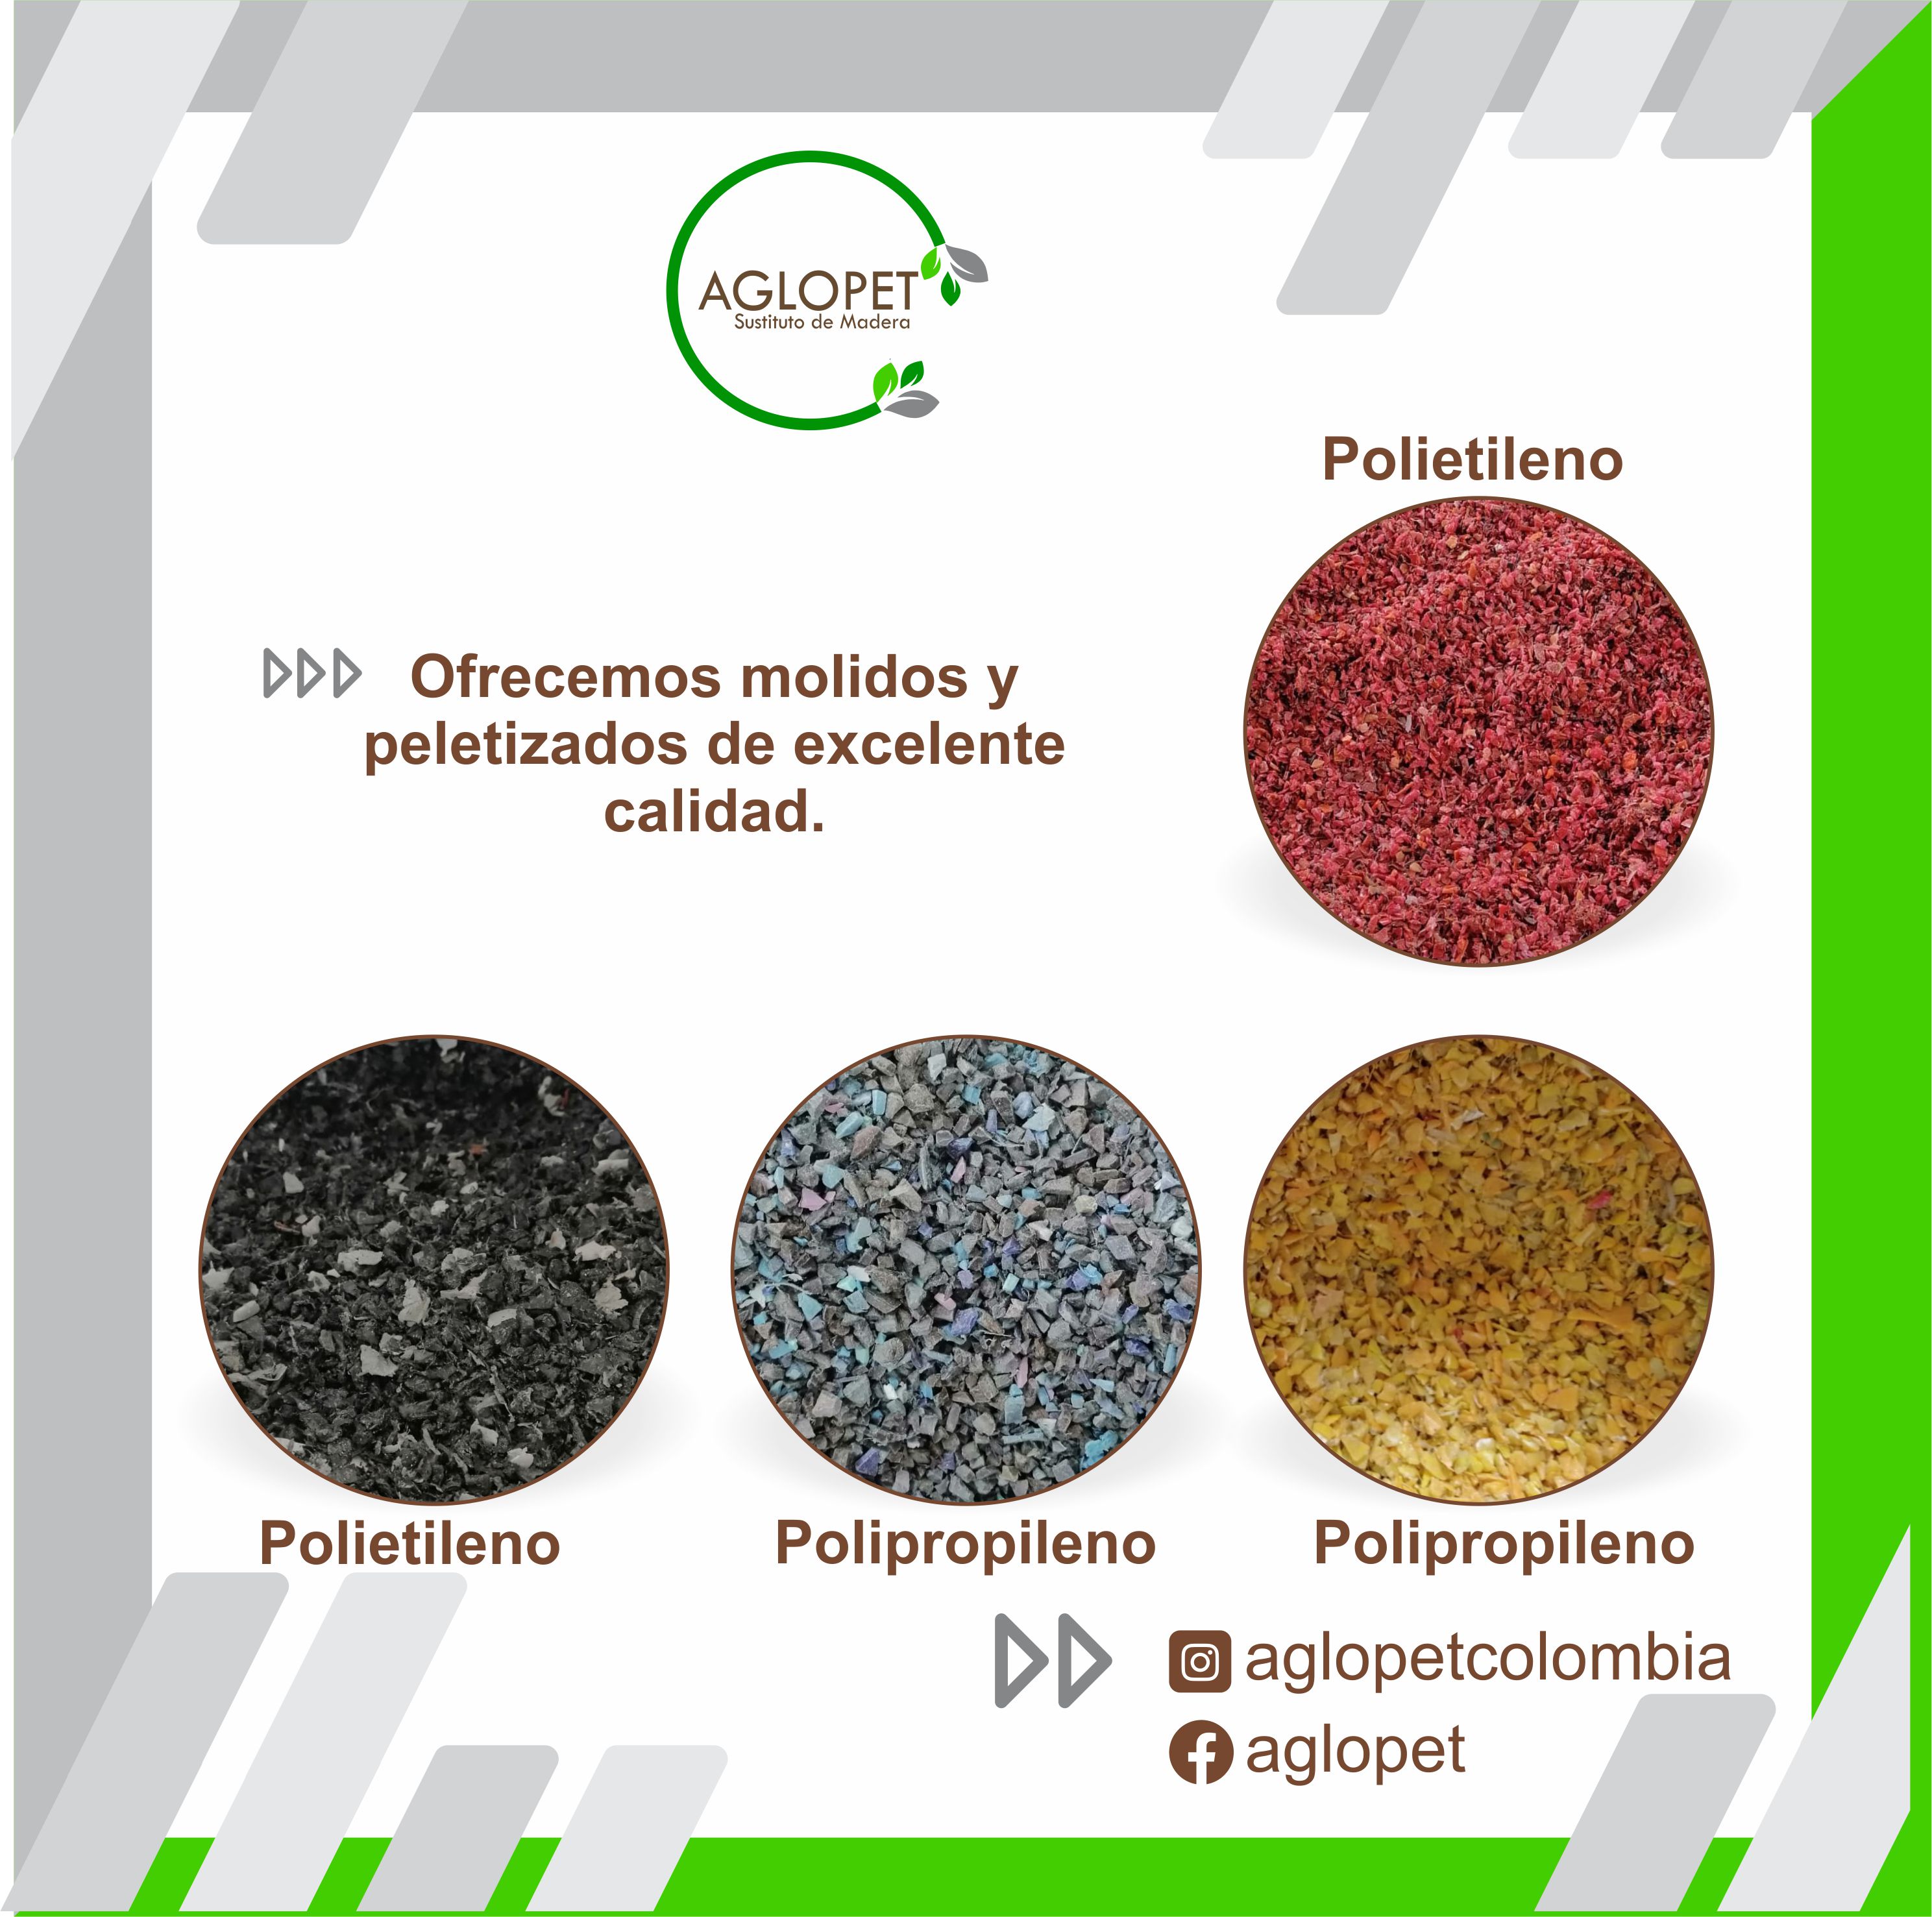 AGLOPET
Sustituto de Madera
Polietileno
Ofrecemos molidos y
peletizados de excelente
calidad.
Polietileno
Polipropileno
Polipropileno
aglopetcolombia
aglopet